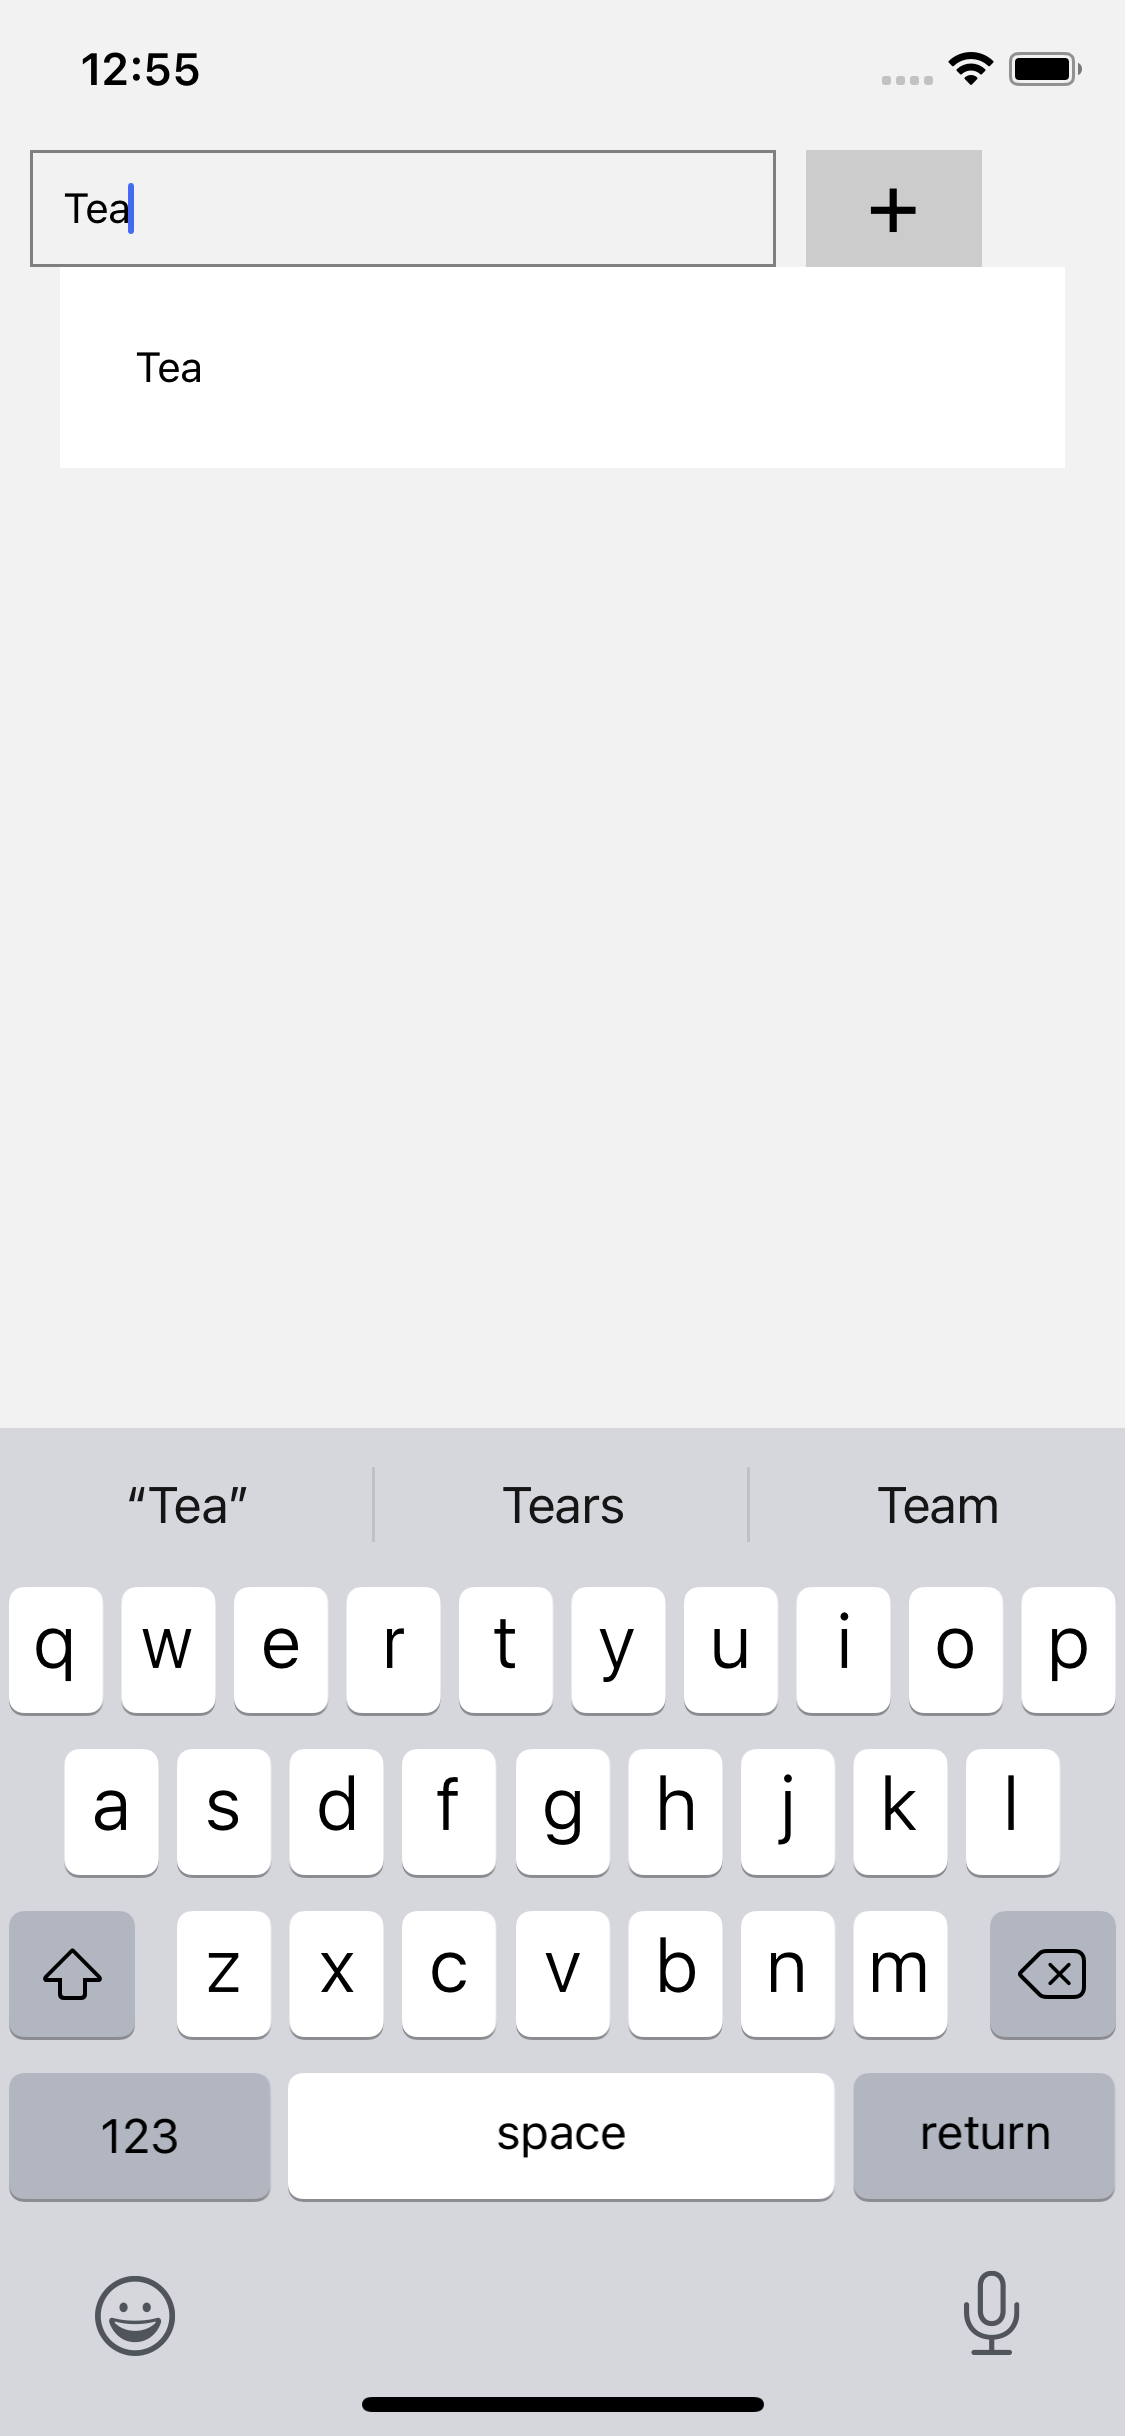 12:55
Tea
+
Tea
“Tea” Tears Team
q w e r t y u i o p
a s d f g h j k l
z x c v b n m
123 space return